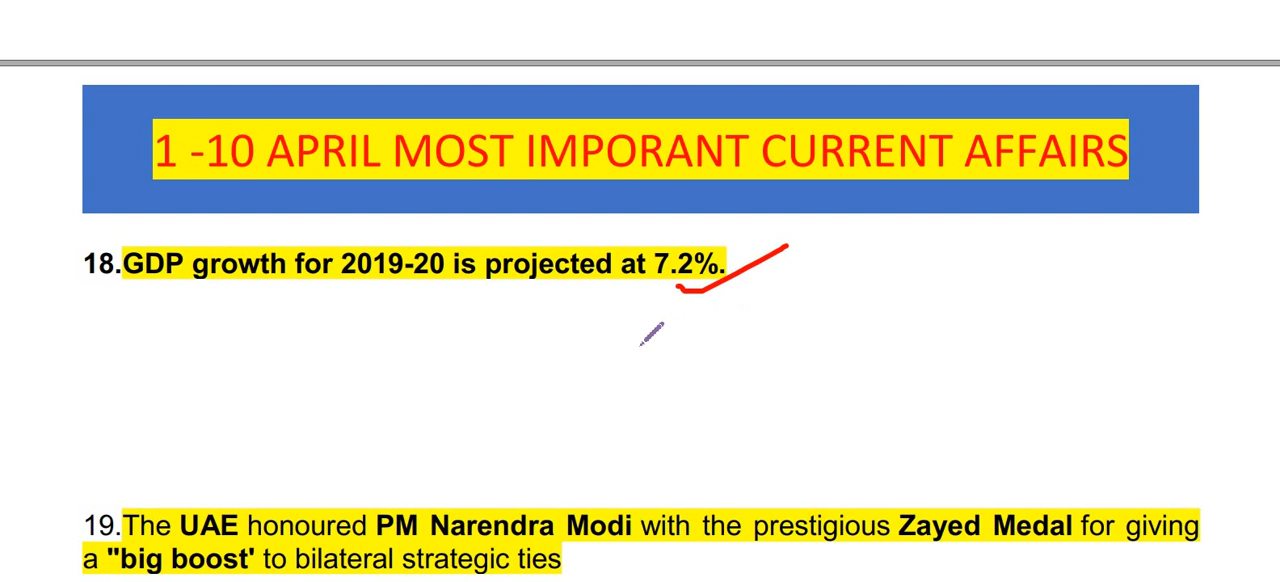 1 -10 APRIL MOST IMPORANT CURRENT AFFAIRS
18.GDP growth for 2019-20 is projected at 7.2%.
19.The UAE honoured PM Narendra Modi with the prestigious Zayed Medal for giving
a "big boost' to bilateral strategic ties